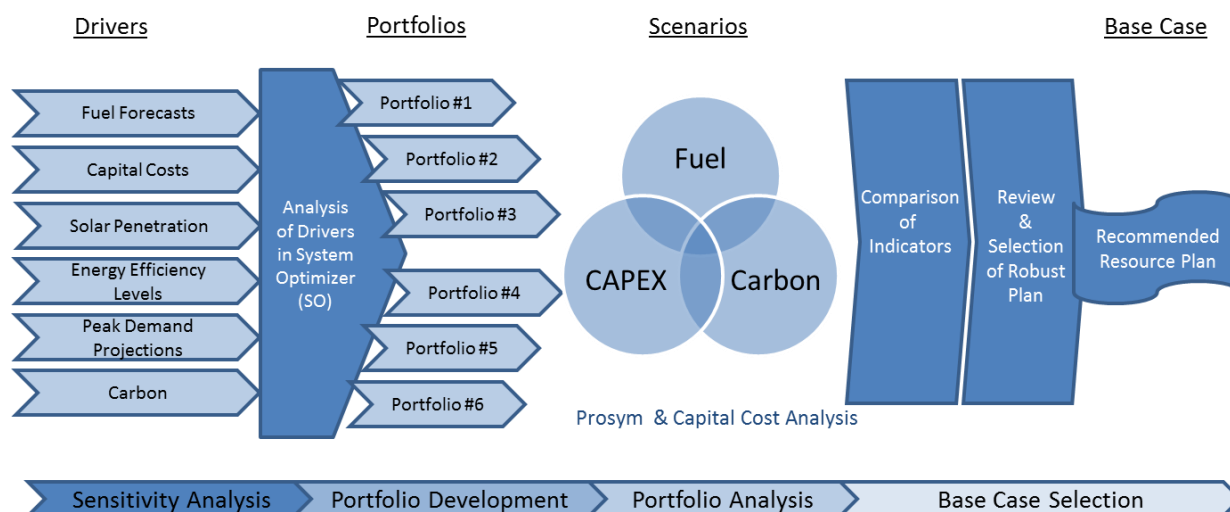 Drivers
Portfolios
Scenarios
Base Case
Fuel Forecasts
Capital Costs
Solar Penetration
Energy Efficiency
Levels
Peak Demand
Projections
Carbon
Analysis
of Drivers
in System
Optimizer
(SO)
Portfolio #1
Portfolio #2
Portfolio #3
Portfolio #4
Portfolio #5
Portfolio #6
Fuel
CAPEX
Carbon
Prosym & Capital Cost Analysis
Comparison
of
Indicators
Review
&
Selection
of Robust
Plan
Recommended
Resource Plan
Sensitivity Analysis
Portfolio Development
Portfolio Analysis
Base Case Selection